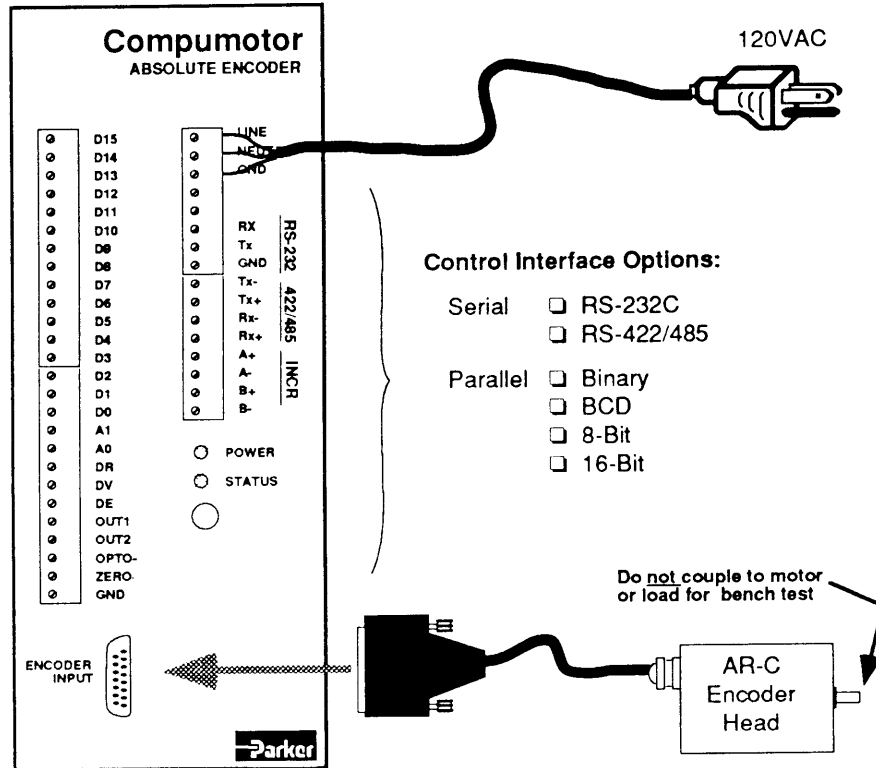 Compumotor
ABSOLUTE ENCODER
120VAC
D15
D14
D13
D12
D11
D10
D9
D8
D7
D6
D5
D4
D3
D2
D1
D0
A1
A0
DR
DV
DE
OUT1
OUT2
OPTO-
ZERO-
GND
LINE
GND
RX
Tx
GND
Tx-
Tx+
Rx-
Rx+
A+
A-
B+
B-
RS-232
422/485
INCR
POWER
STATUS
Control Interface Options:
Serial ❑ RS-232C
❑ RS-422/485
Parallel ❑ Binary
❑ BCD
❑ 8-Bit
❑ 16-Bit
Do not couple to motor
or load for bench test
ENCODER
INPUT
AR-C
Encoder
Head
Parker